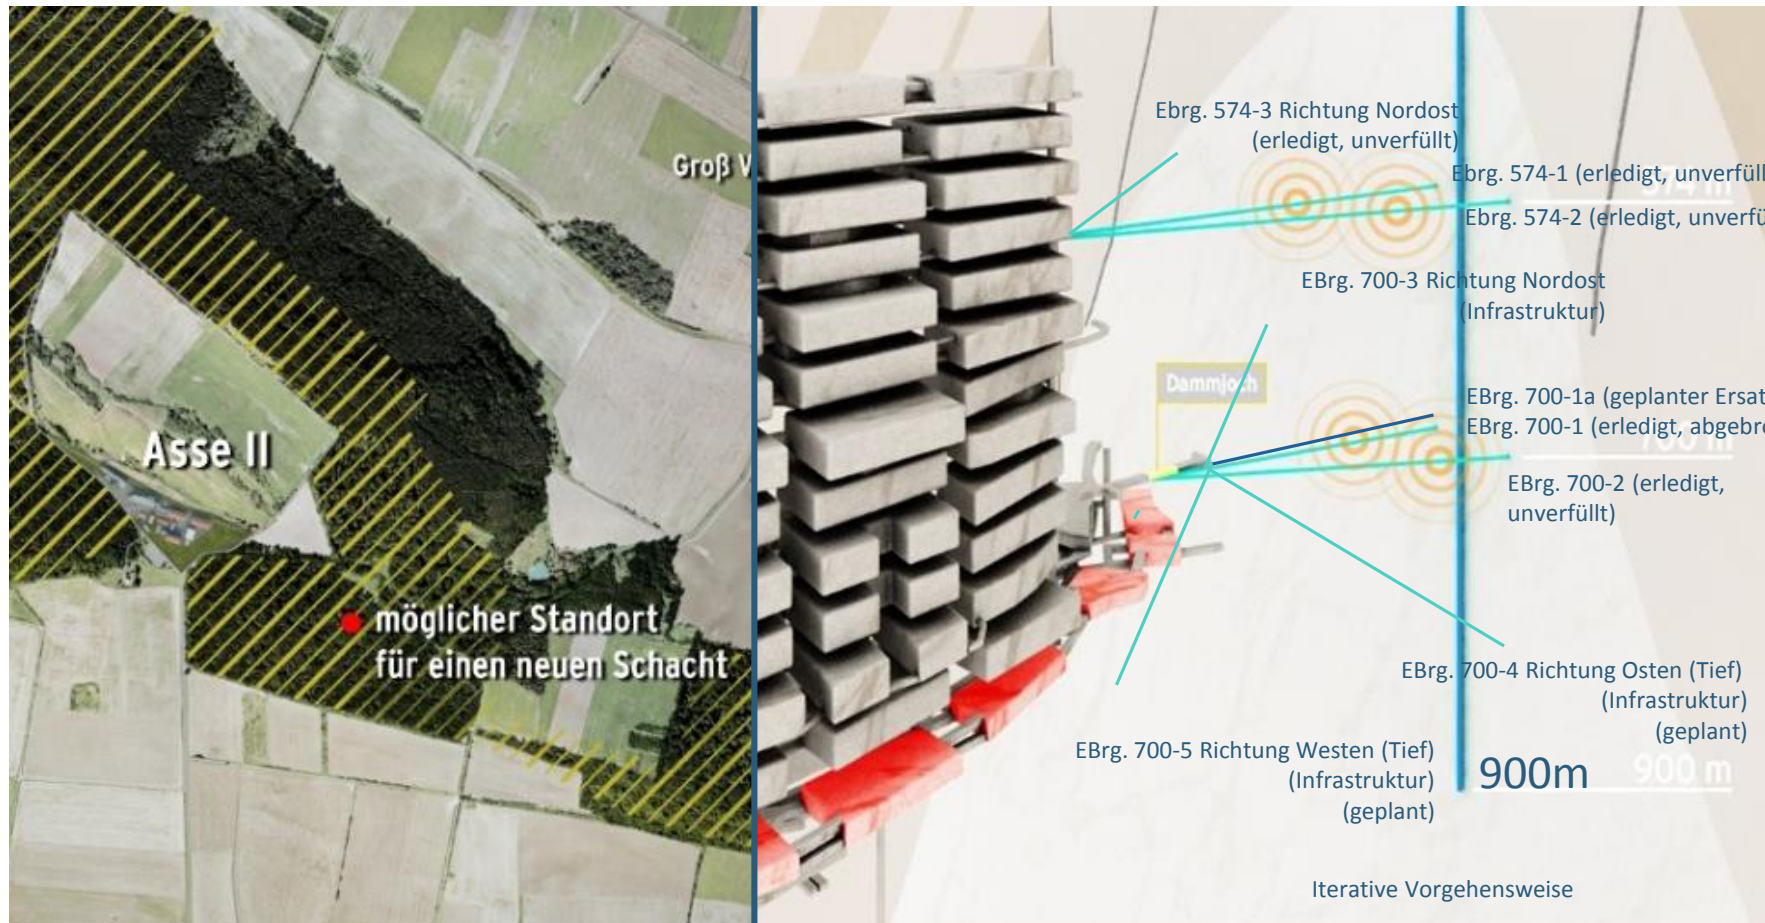 Groß
Asse II
möglicher Standort
für einen neuen Schacht
Ebrg. 574-3 Richtung Nordost
(erledigt, unverfüllt)
Ebrg. 574-1 (erledigt, unverfüll
574 m
Ebrg. 574-2 (erledigt, unverfü
EBrg. 700-3 Richtung Nordost
(Infrastruktur)
Dammjoch
EBrg. 700-1a (geplanter Ersat
EBrg. 700-1 (erledigt, abgebro
700 m
EBrg. 700-2 (erledigt,
unverfüllt)
EBrg. 700-4 Richtung Osten (Tief)
(Infrastruktur)
(geplant)
EBrg. 700-5 Richtung Westen (Tief)
(Infrastruktur)
(geplant)
900m
900 m
Iterative Vorgehensweise